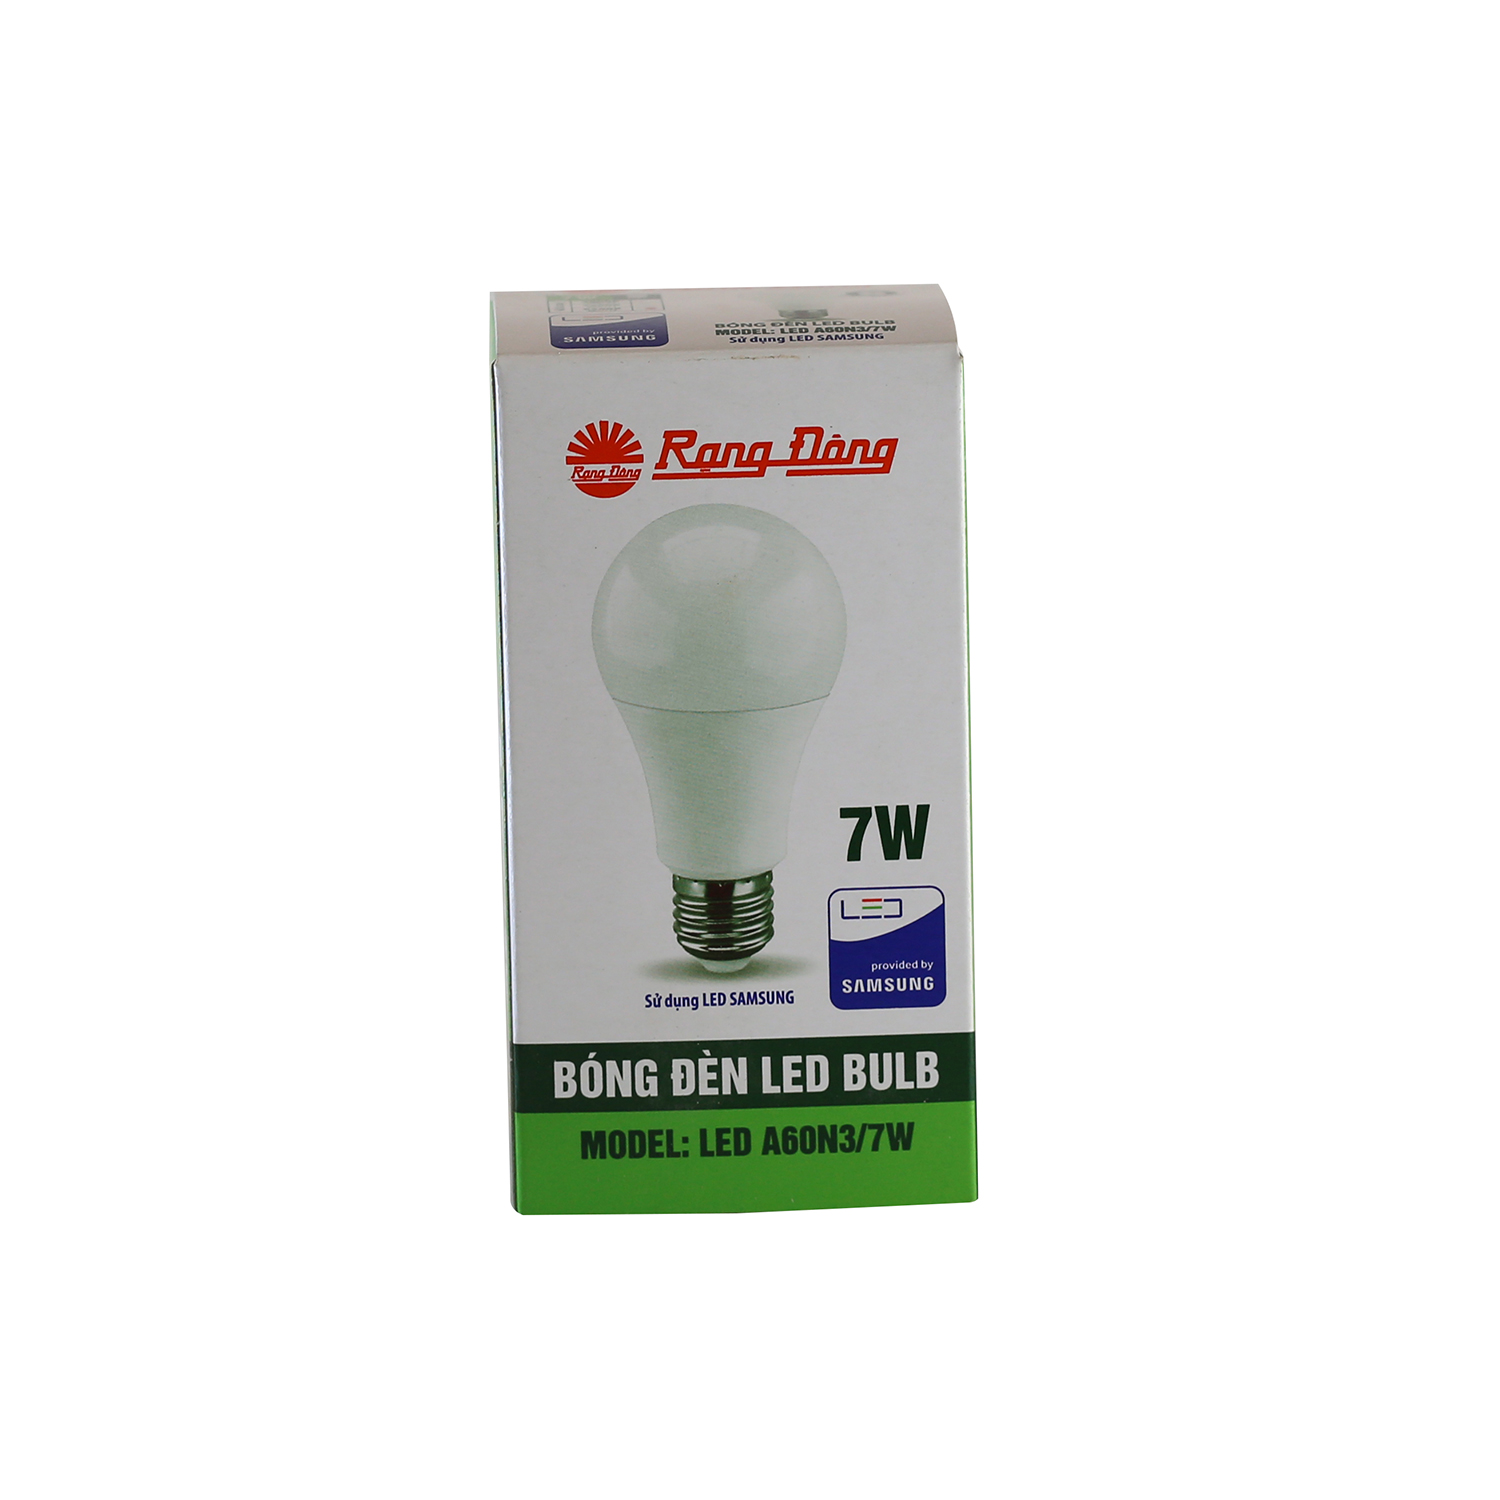 LED
provided by
SAMSUNG
BÓNG ĐÈN LED BULB
MODEL: LED A60N3/7W
Sử dụng LED SAMSUNG
Rạng Đông
Rạng Đông
7W
LED
provided by
SAMSUNG
Sử dụng LED SAMSUNG
BÓNG ĐÈN LED BULB
MODEL: LED A60N3/7W